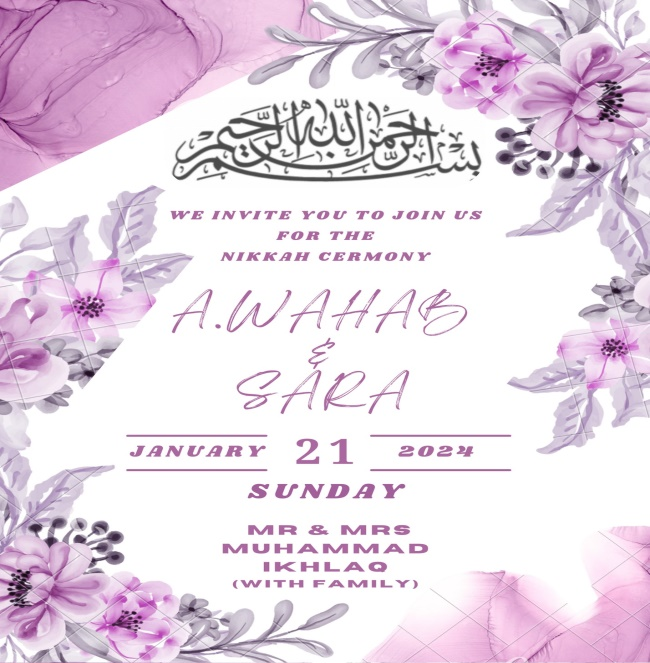 بسم الله الرحمن الرحيم
WE INVITE YOU TO JOIN US
FOR THE
NIKKAH CERMONY
A.WAHAB
&
SARA
JANUARY 21 2024
SUNDAY
MR & MRS
MUHAMMAD
IKHLAQ
(WITH FAMILY)